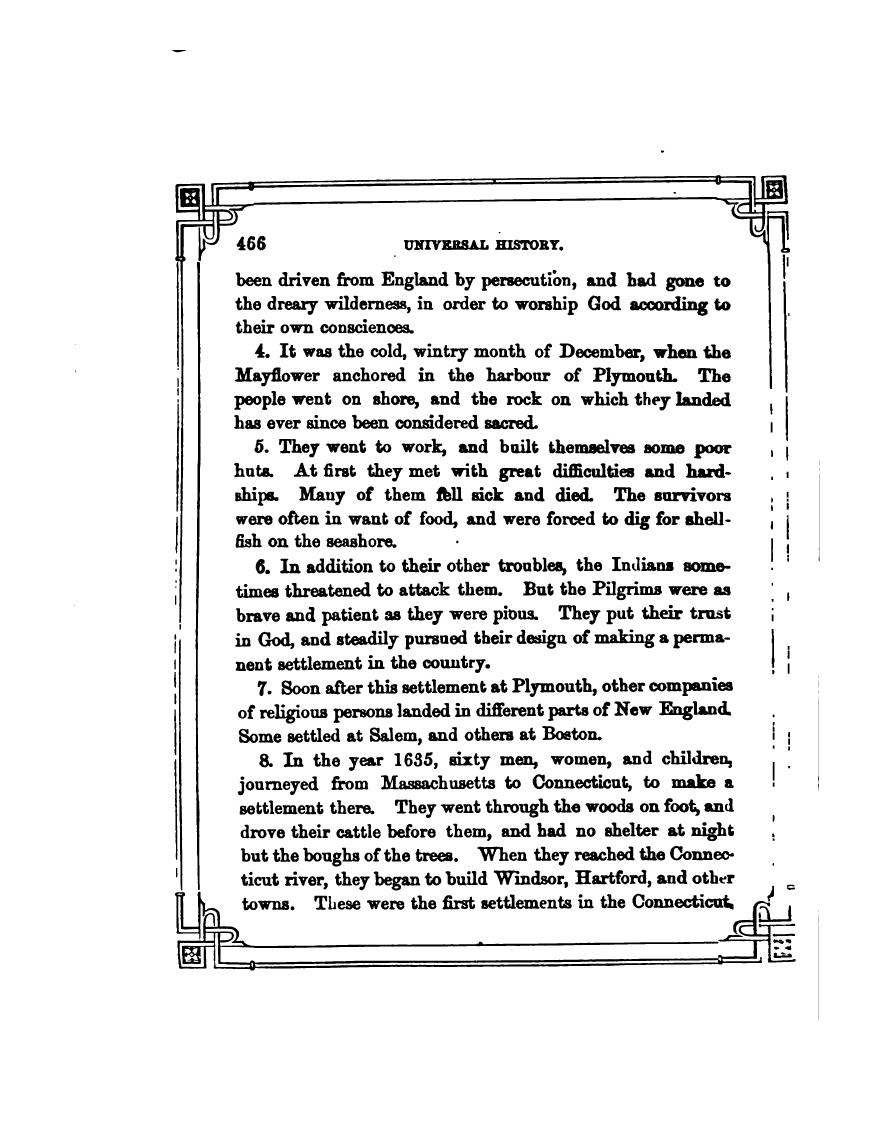 466 UNIVERSAL HISTORY.
been driven from England by persecution, and had gone to
the dreary wilderness, in order to worship God according to
their own consciences.
4. It was the cold, wintry month of December, when the
Mayflower anchored in the harbour of Plymouth. The
people went on shore, and the rock on which they landed
has ever since been considered sacred.
5. They went to work, and built themselves some poor
huts. At first they met with great difficulties and hard-
ships. Many of them fell sick and died. The survivors
were often in want of food, and were forced to dig for shell-
fish on the seashore.
6. In addition to their other troubles, the Indians some-
times threatened to attack them. But the Pilgrims were as
brave and patient as they were pious. They put their trust
in God, and steadily pursued their design of making a perma-
nent settlement in the country.
7. Soon after this settlement at Plymouth, other companies
of religious persons landed in different parts of New England.
Some settled at Salem, and others at Boston.
8. In the year 1635, sixty men, women, and children,
journeyed from Massachusetts to Connecticut, to make a
settlement there. They went through the woods on foot, and
drove their cattle before them, and had no shelter at night
but the boughs of the trees. When they reached the Connec-
ticut river, they began to build Windsor, Hartford, and other
towns. These were the first settlements in the Connecticut,